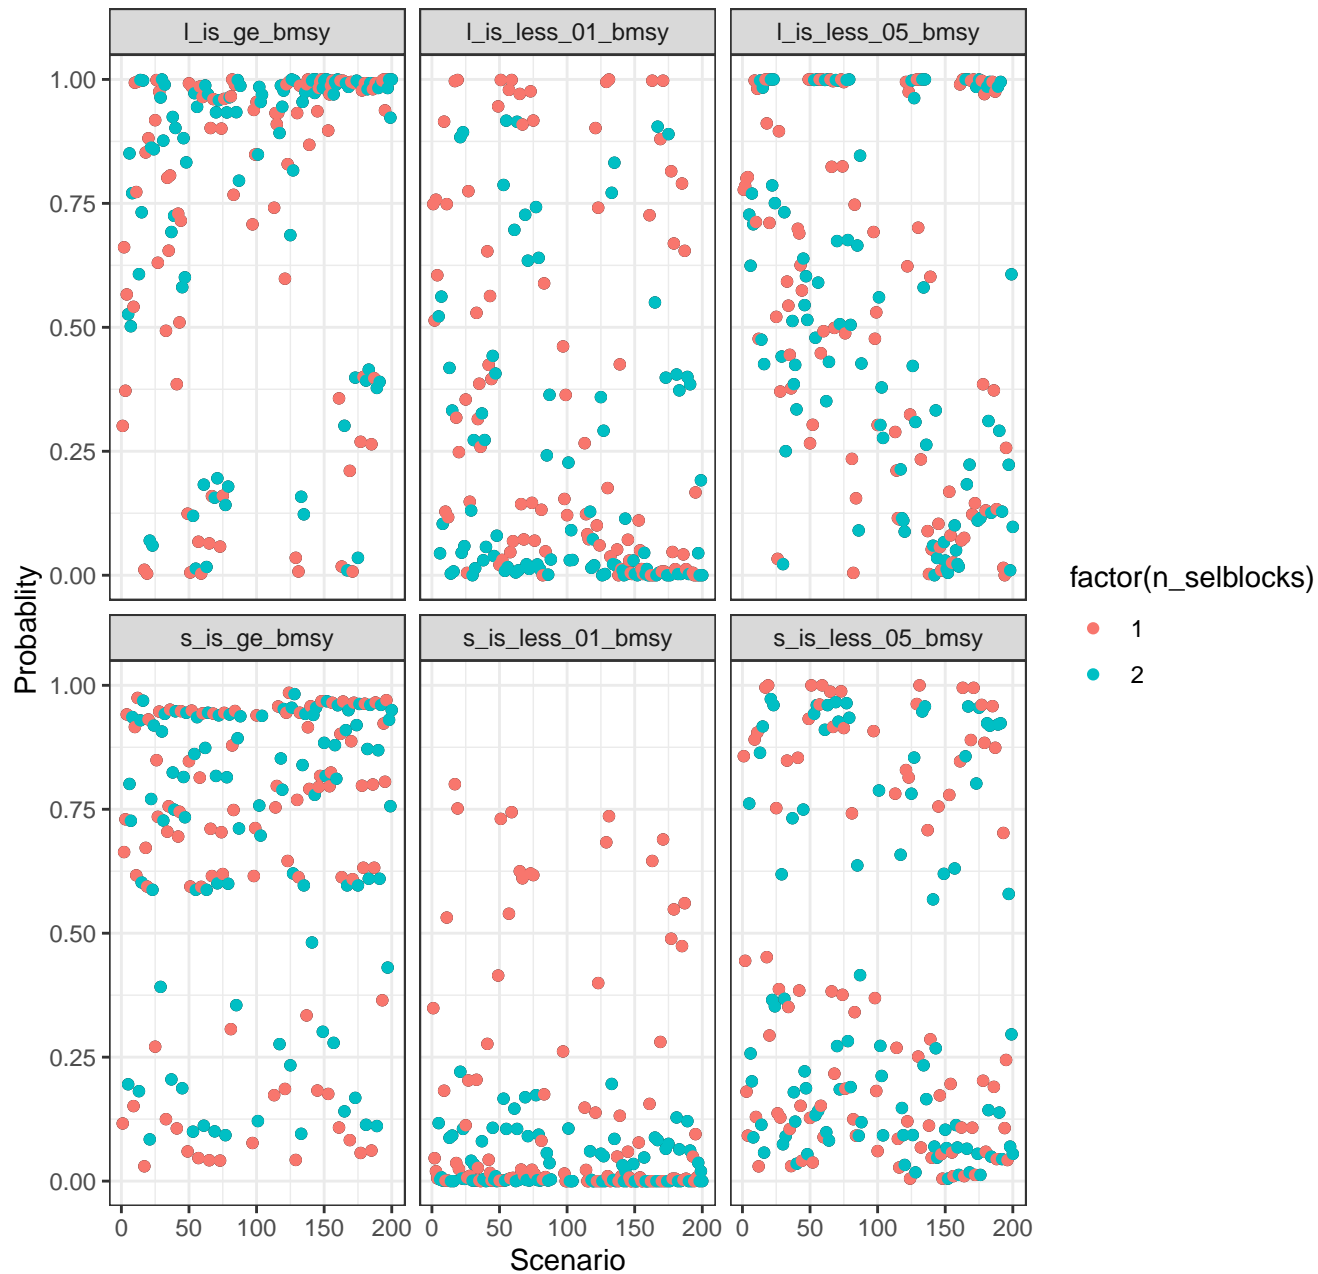 l_is_ge_bmsy l_is_less_01_bmsy l_is_less_05_bmsy
1.00
0.75
0.50
0.25
0.00
s_is_ge_bmsy s_is_less_01_bmsy s_is_less_05_bmsy
1.00
0.75
0.50
0.25
0.00
0 50 100 150 200 0 50 100 150 200 0 50 100 150 200
Scenario
Probablity
factor(n_selblocks)
1
2